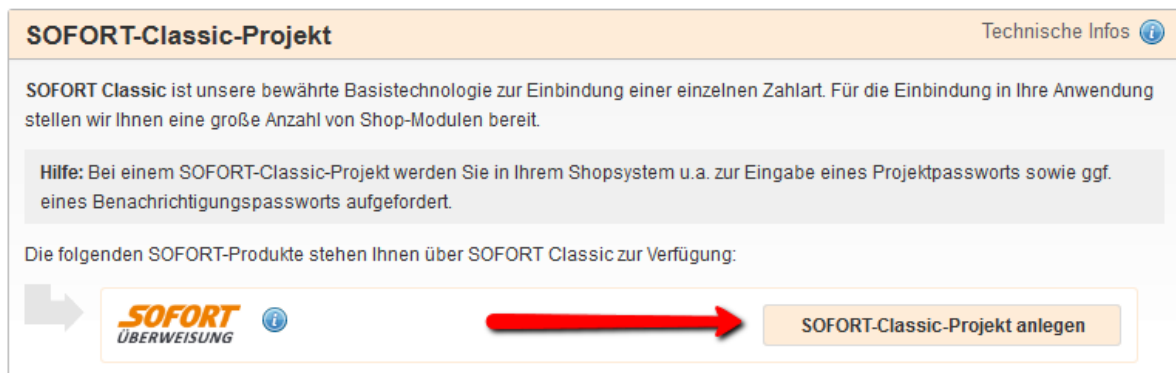 SOFORT-Classic-Projekt
Technische Infos
SOFORT Classic ist unsere bewährte Basistechnologie zur Einbindung einer einzelnen Zahlart. Für die Einbindung in Ihre Anwendung
stellen wir Ihnen eine große Anzahl von Shop-Modulen bereit.
Hilfe: Bei einem SOFORT-Classic-Projekt werden Sie in Ihrem Shopsystem u.a. zur Eingabe eines Projektpassworts sowie ggf.
eines Benachrichtigungspassworts aufgefordert.
Die folgenden SOFORT-Produkte stehen Ihnen über SOFORT Classic zur Verfügung:
SOFORT
ÜBERWEISUNG
SOFORT-Classic-Projekt anlegen